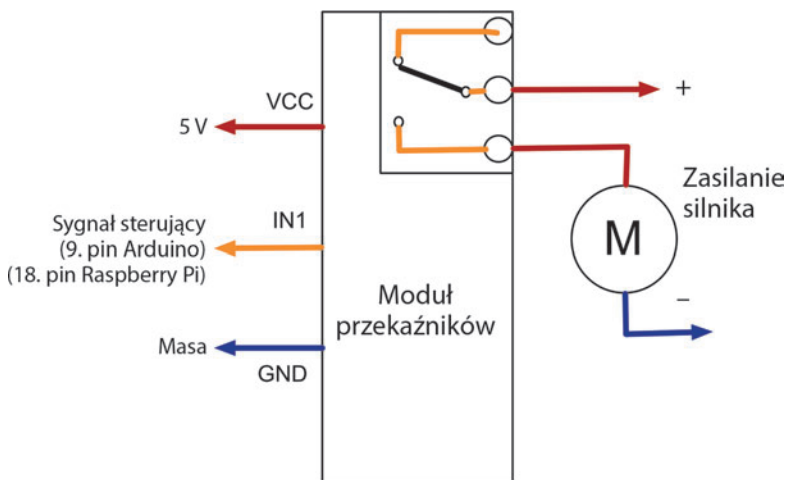 VCC
5 V
Sygnał sterujący
(9. pin Arduino)
(18. pin Raspberry Pi)
IN1
Masa
GND
Moduł
przekaźników
+
Zasilanie
silnika
M
–